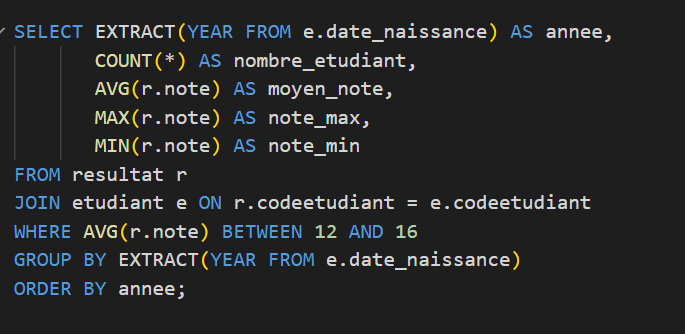 SELECT EXTRACT(YEAR FROM e.date_naissance) AS annee,
COUNT(*) AS nombre_etudiant,
AVG(r.note) AS moyen_note,
MAX(r.note) AS note_max,
MIN(r.note) AS note_min
FROM resultat r
JOIN etudiant e ON r.codeetudiant = e.codeetudiant
WHERE AVG(r.note) BETWEEN 12 AND 16
GROUP BY EXTRACT(YEAR FROM e.date_naissance)
ORDER BY annee;